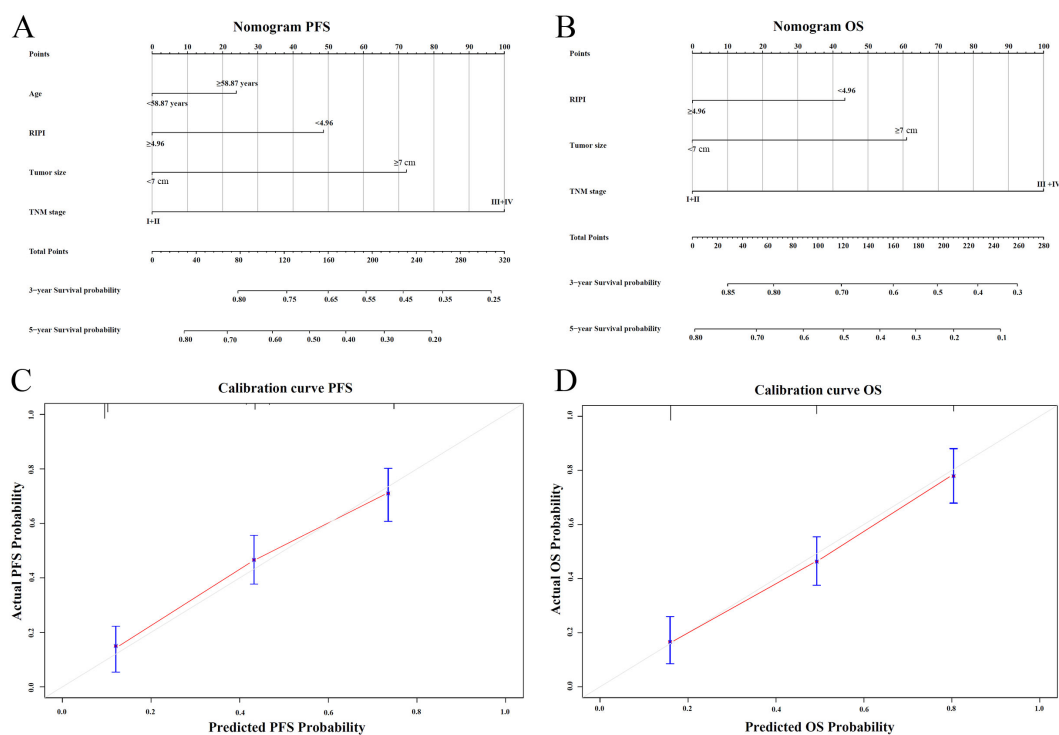 A
Nomogram PFS
Points
0 10 20 30 40 50 60 70 80 90 100
≥58.87 years
Age
<58.87 years
<4.96
RIPI
≥4.96
≥7 cm
Tumor size
<7 cm
III+IV
TNM stage
I+II
Total Points
0 40 80 120 160 200 240 280 320
3−year Survival probability
0.80 0.75 0.65 0.55 0.45 0.35 0.25
5−year Survival probability
0.80 0.70 0.60 0.50 0.40 0.30 0.20
B
Nomogram OS
Points
0 10 20 30 40 50 60 70 80 90 100
<4.96
RIPI
≥4.96
≥7 cm
Tumor size
<7 cm
III+IV
TNM stage
I+II
Total Points
0 20 40 60 80 100 120 140 160 180 200 220 240 260 280
3−year Survival probability
0.85 0.80 0.70 0.6 0.5 0.4 0.3
5−year Survival probability
0.80 0.70 0.60 0.5 0.4 0.3 0.2 0.1
C
Calibration curve PFS
Actual PFS Probability
1.0
0.8
0.6
0.4
0.2
0.0
0.0 0.2 0.4 0.6 0.8 1.0
Predicted PFS Probability
D
Calibration curve OS
Actual OS Probability
1.0
0.8
0.6
0.4
0.2
0.0
0.0 0.2 0.4 0.6 0.8 1.0
Predicted OS Probability